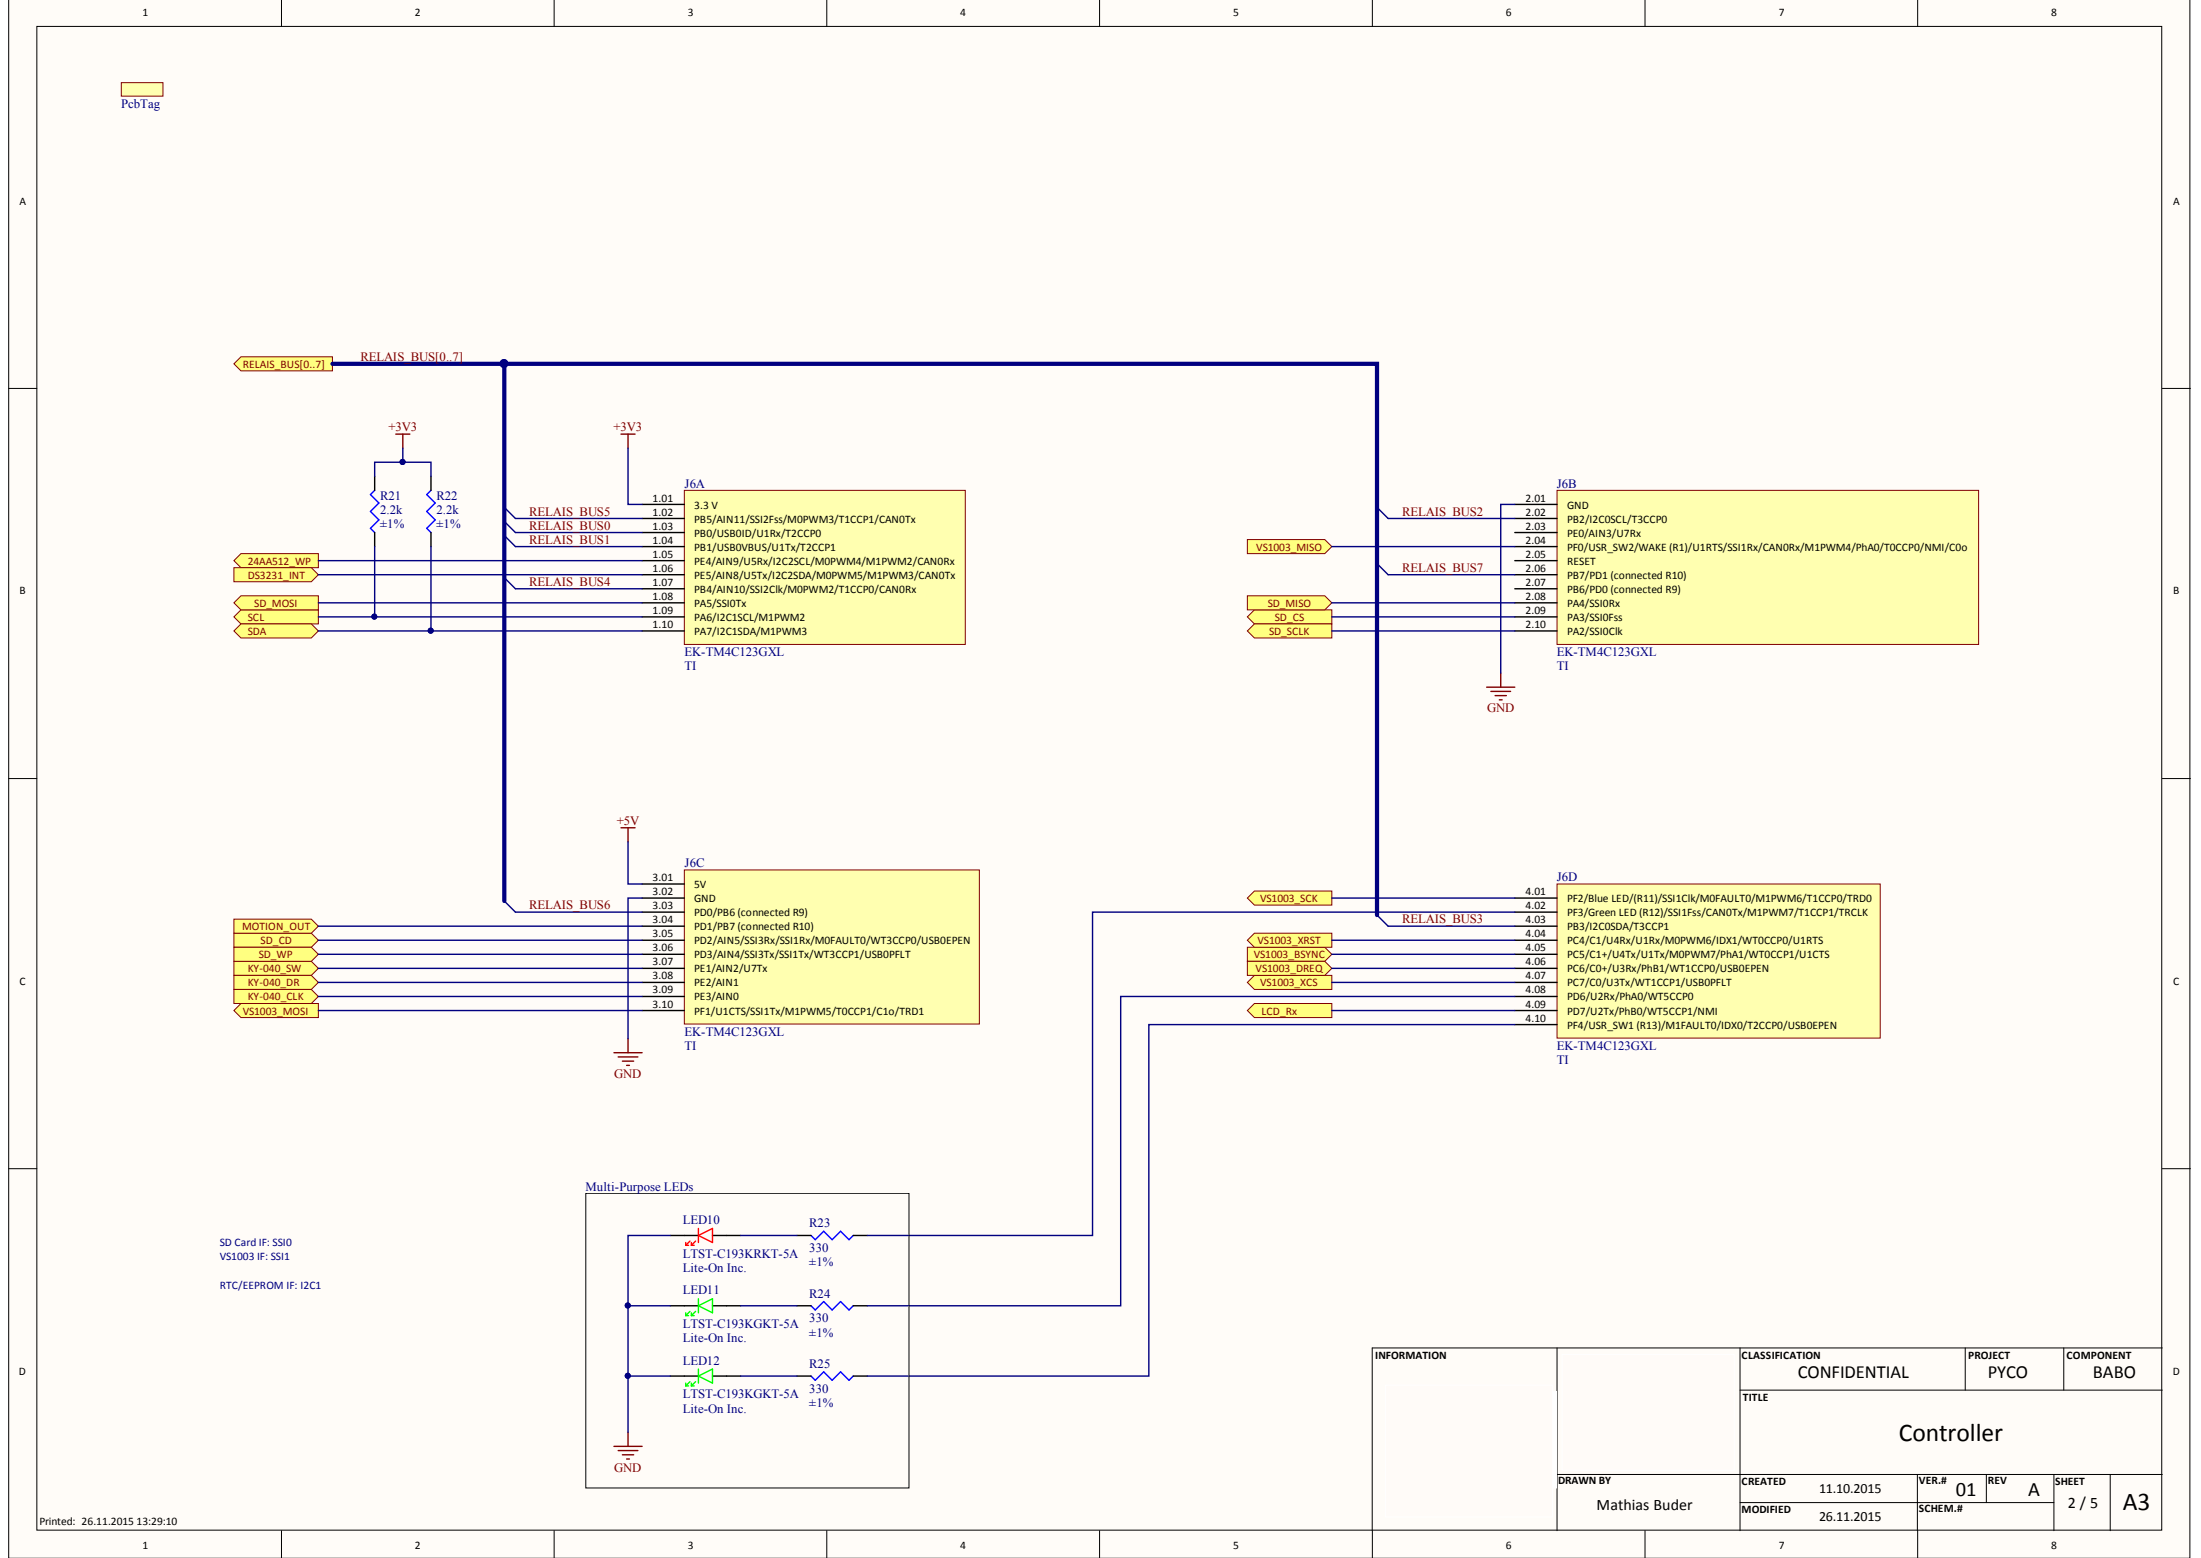 1 2 3 4 5 6 7 8
PcbTag
A A
RELAIS_BUS[0..7]
RELAIS_BUS[0..7]
+3V3
+3V3
R21
2.2k
±1%
R22
2.2k
±1%
24AA512_WP
DS3231_INT
SD_MOSI
SCL
SDA
RELAIS_BUS5
RELAIS_BUS0
RELAIS_BUS1
RELAIS_BUS4
J6A
1.01 3.3 V
1.02 PB5/AIN11/SSI2Fss/M0PWM3/T1CCP1/CAN0Tx
1.03 PB0/USB0ID/U1Rx/T2CCP0
1.04 PB1/USB0VBUS/U1Tx/T2CCP1
1.05 PE4/AIN9/U5Rx/I2C2SCL/M0PWM4/M1PWM2/CAN0Rx
1.06 PE5/AIN8/U5Tx/I2C2SDA/M0PWM5/M1PWM3/CAN0Tx
1.07 PB4/AIN10/SSI2Clk/M0PWM2/T1CCP0/CAN0Rx
1.08 PA5/SSI0Tx
1.09 PA6/I2C1SCL/M1PWM2
1.10 PA7/I2C1SDA/M1PWM3
EK-TM4C123GXL
TI
VS1003_MISO
SD_MISO
SD_CS
SD_SCLK
RELAIS_BUS2
RELAIS_BUS7
J6B
2.01 GND
2.02 PB2/I2C0SCL/T3CCP0
2.03 PE0/AIN3/U7Rx
2.04 PF0/USR_SW2/WAKE (R1)/U1RTS/SSI1Rx/CAN0Rx/M1PWM4/PhA0/T0CCP0/NMI/C0o
2.05 RESET
2.06 PB7/PD1 (connected R10)
2.07 PB6/PD0 (connected R9)
2.08 PA4/SSI0Rx
2.09 PA3/SSI0Fss
2.10 PA2/SSI0Clk
EK-TM4C123GXL
TI
GND
B B
+5V
RELAIS_BUS6
MOTION_OUT
SD_CD
SD_WP
KY-040_SW
KY-040_DR
KY-040_CLK
VS1003_MOSI
J6C
3.01 5V
3.02 GND
3.03 PD0/PB6 (connected R9)
3.04 PD1/PB7 (connected R10)
3.05 PD2/AIN5/SSI3Rx/SSI1Rx/M0FAULT0/WT3CCP0/USB0EPEN
3.06 PD3/AIN4/SSI3Tx/SSI1Tx/WT3CCP1/USB0PFLT
3.07 PE1/AIN2/U7Tx
3.08 PE2/AIN1
3.09 PE3/AIN0
3.10 PF1/U1CTS/SSI1Tx/M1PWM5/T0CCP1/C1o/TRD1
EK-TM4C123GXL
TI
GND
VS1003_SCK
RELAIS_BUS3
VS1003_XRST
VS1003_BSYNC
VS1003_DREQ
VS1003_XCS
LCD_Rx
J6D
4.01 PF2/Blue LED/(R11)/SSI1Clk/M0FAULT0/M1PWM6/T1CCP0/TRD0
4.02 PF3/Green LED (R12)/SSI1Fss/CAN0Tx/M1PWM7/T1CCP1/TRCLK
4.03 PB3/I2C0SDA/T3CCP1
4.04 PC4/C1/U4Rx/U1Rx/M0PWM6/IDX1/WT0CCP0/U1RTS
4.05 PC5/C1+/U4Tx/U1Tx/M0PWM7/PhA1/WT0CCP1/U1CTS
4.06 PC6/C0+/U3Rx/PhB1/WT1CCP0/USB0EPEN
4.07 PC7/C0/U3Tx/WT1CCP1/USB0PFLT
4.08 PD6/U2Rx/PhA0/WT5CCP0
4.09 PD7/U2Tx/PhB0/WT5CCP1/NMI
4.10 PF4/USR_SW1 (R13)/M1FAULT0/IDX0/T2CCP0/USB0EPEN
EK-TM4C123GXL
TI
C C
Multi-Purpose LEDs
LED10
LTST-C193KRKT-5A
Lite-On Inc.
R23
330
±1%
LED11
LTST-C193KGKT-5A
Lite-On Inc.
R24
330
±1%
LED12
LTST-C193KGKT-5A
Lite-On Inc.
R25
330
±1%
GND
SD Card IF: SSI0
VS1003 IF: SSI1
RTC/EEPROM IF: I2C1
D D
INFORMATION
CLASSIFICATION
CONFIDENTIAL
PROJECT
PYCO
COMPONENT
BABO
TITLE
Controller
DRAWN BY
Mathias Buder
CREATED 11.10.2015
MODIFIED 26.11.2015
VER.# 01
REV A
SCHEM.#
SHEET
2 / 5
A3
Printed: 26.11.2015 13:29:10
1 2 3 4 5 6 7 8